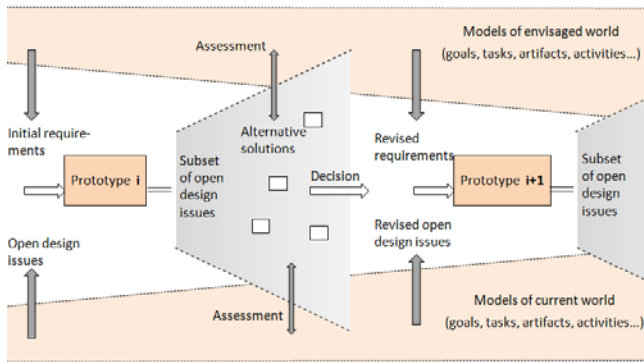 Models of envisaged world
(goals, tasks, artifacts, activities...)
Assessment
Initial require-
ments
Prototype i
Open design
issues
Subset
of open
design
issues
Alternative
solutions
Decision
Assessment
Revised
requirements
Prototype i+1
Revised open
design issues
Subset
of open
design
issues
Models of current world
(goals, tasks, artifacts, activities...)